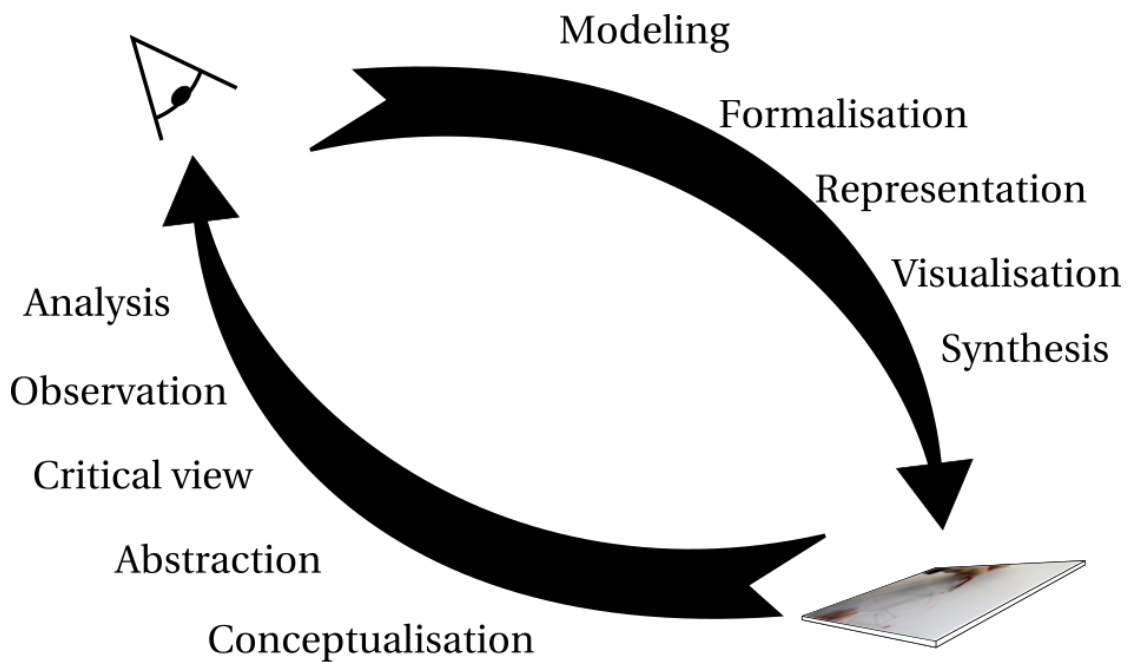 Modeling
Formalisation
Representation
Visualisation
Synthesis
Analysis
Observation
Critical view
Abstraction
Conceptualisation